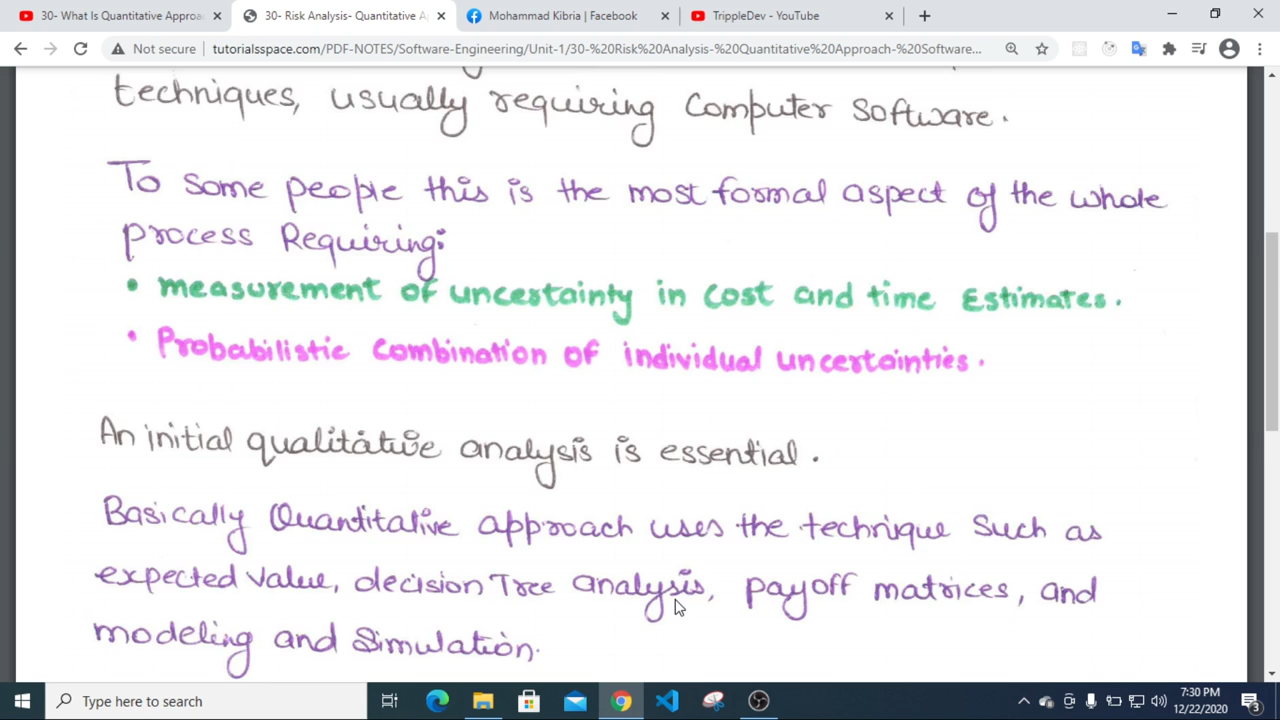 30- What Is Quantitative Approa
30- Risk Analysis- Quantitative A
Mohammad Kibria | Facebook
TrippleDev - YouTube
Not secure
tutorialsspace.com/PDF-NOTES/Software-Engineering/Unit-1/30-%20Risk%20Analysis-%20Quantitative%20Approach-%20Software...
techniques, usually requiring Computer Software.
To some people this is the most formal aspect of the whole
process Requiring:
• measurement of uncertainty in cost and time Estimates.
• Probabilistic Combination of individual uncertainties.
An initial qualitative analysis is essential.
Basically Quantitative approach uses the technique Such as
expected value, decision Tree analysis, payoff matrices, and
modeling and Simulation.
Type here to search
7:30 PM
12/22/2020
3